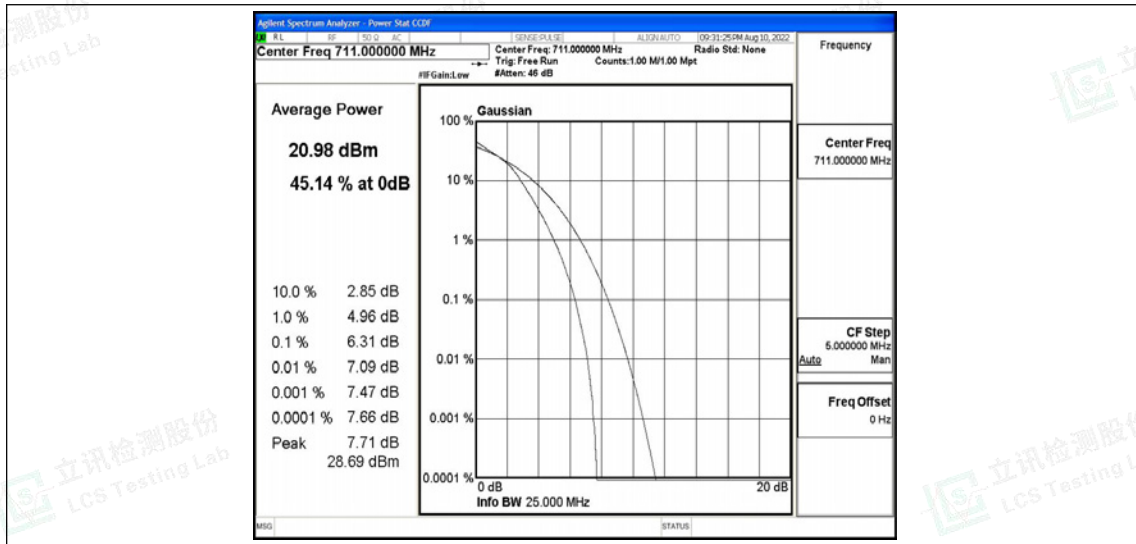 Agilent Spectrum Analyzer - Power Stat CCDF
RL RF 50 Ω AC SENSE:PULSE ALIGN AUTO 09:31:25 PM Aug 10, 2022
Center Freq 711.000000 MHz
Center Freq: 711.000000 MHz Radio Std: None
Trig: Free Run Counts:1.00 M/1.00 Mpt
#IFGain:Low #Atten: 46 dB
Frequency
Average Power
20.98 dBm
45.14 % at 0dB
10.0 % 2.85 dB
1.0 % 4.96 dB
0.1 % 6.31 dB
0.01 % 7.09 dB
0.001 % 7.47 dB
0.0001 % 7.66 dB
Peak 7.71 dB
28.69 dBm
Gaussian
100 %
10 %
1 %
0.1 %
0.01 %
0.001 %
0.0001 %
0 dB 20 dB
Info BW 25.000 MHz
Center Freq
711.000000 MHz
CF Step
5.000000 MHz
Auto Man
Freq Offset
0 Hz
MSG STATUS
立讯检测股份
LCS Testing Lab
立讯检测股份
LCS Testing L